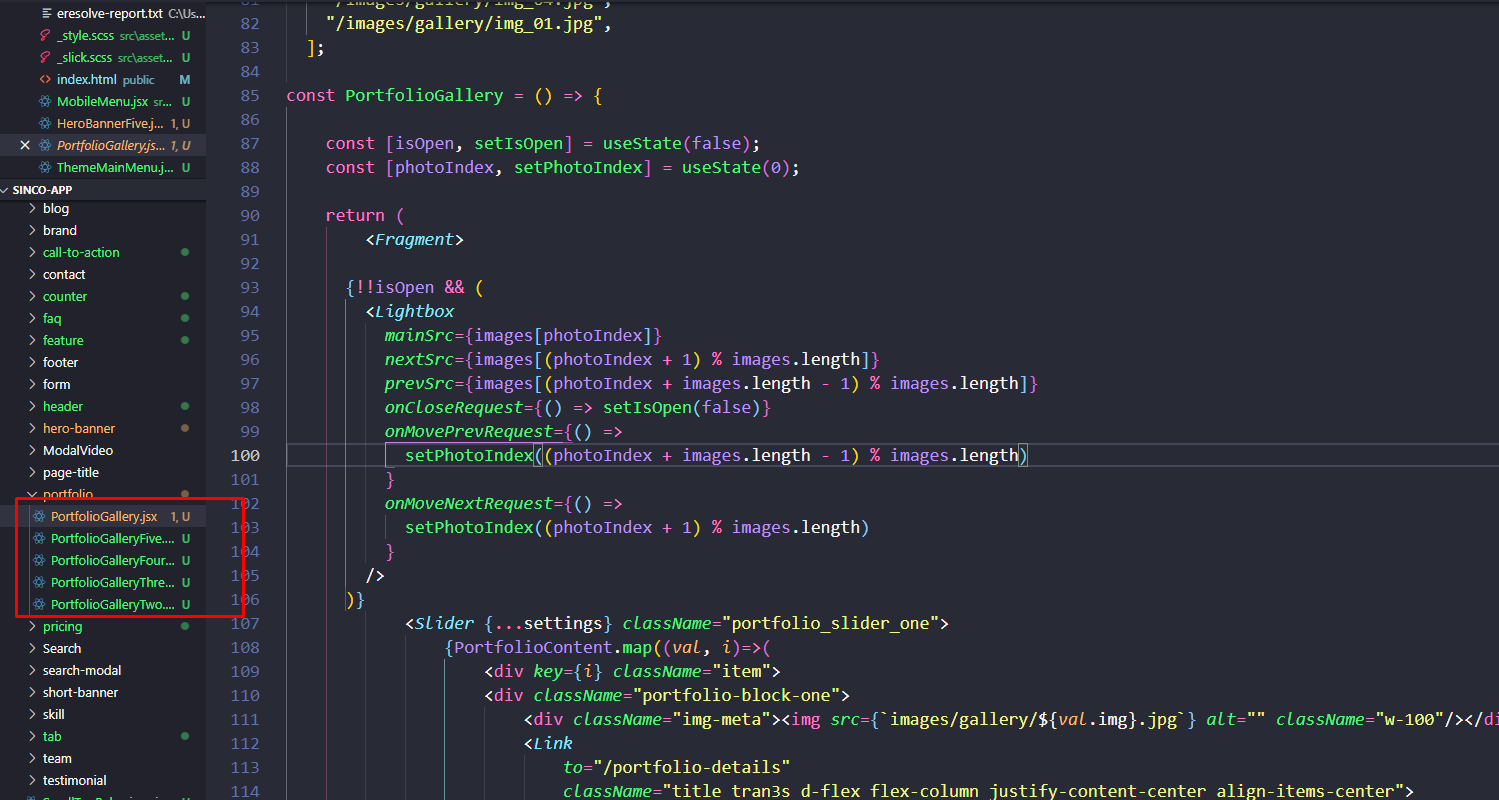 eresolve-report.txt C:\Us...
_style.scss src\asset... U
_slick.scss src\asset... U
index.html public M
MobileMenu.jsx sr... U
HeroBannerFive.j... 1, U
PortfolioGallery.js... 1, U
ThemeMainMenu.j... U
SINCO-APP
blog
brand
call-to-action
contact
counter
faq
feature
footer
form
header
hero-banner
ModalVideo
page-title
portfolio
PortfolioGallery.jsx 1, U
PortfolioGalleryFive.... U
PortfolioGalleryFour... U
PortfolioGalleryThre... U
PortfolioGalleryTwo.... U
pricing
Search
search-modal
short-banner
skill
tab
team
testimonial
81 "/images/gallery/img_04.jpg",
82 "/images/gallery/img_01.jpg",
83 ];
84
85 const PortfolioGallery = () => {
86
87 const [isOpen, setIsOpen] = useState(false);
88 const [photoIndex, setPhotoIndex] = useState(0);
89
90 return (
91 <Fragment>
92
93 {!!isOpen && (
94 <Lightbox
95 mainSrc={images[photoIndex]}
96 nextSrc={images[(photoIndex + 1) % images.length]}
97 prevSrc={images[(photoIndex + images.length - 1) % images.length]}
98 onCloseRequest={() => setIsOpen(false)}
99 onMovePrevRequest={() =>
100 setPhotoIndex((photoIndex + images.length - 1) % images.length)
101 }
102 onMoveNextRequest={() =>
103 setPhotoIndex((photoIndex + 1) % images.length)
104 }
105 />
106 )}
107 <Slider {...settings} className="portfolio_slider_one">
108 {PortfolioContent.map((val, i)=>(
109 <div key={i} className="item">
110 <div className="portfolio-block-one">
111 <div className="img-meta"><img src={`images/gallery/${val.img}.jpg`} alt="" className="w-100"/></di
112 <Link
113 to="/portfolio-details"
114 className="title tran3s d-flex flex-column justify-content-center align-items-center">